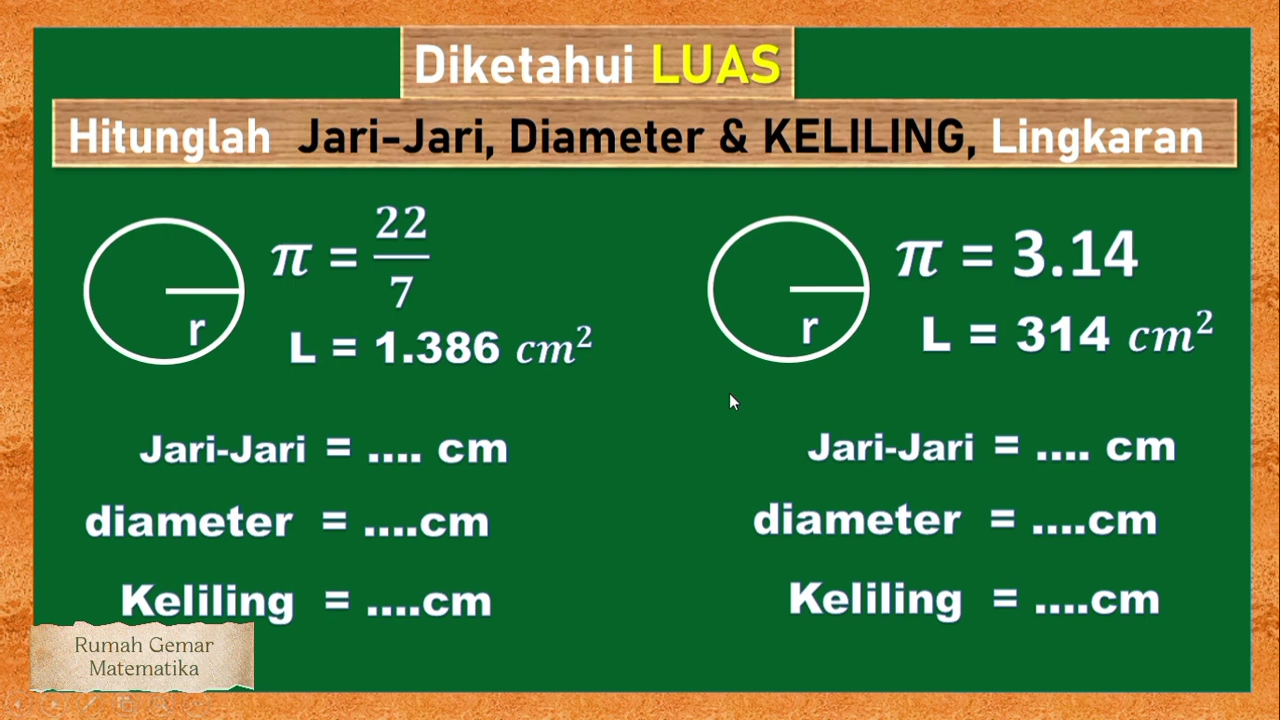 Diketahui LUAS
Hitunglah Jari-Jari, Diameter & KELILING, Lingkaran
π = 22/7
r
L = 1.386 cm²
Jari-Jari = .... cm
diameter = ....cm
Keliling = ....cm
π = 3.14
r
L = 314 cm²
Jari-Jari = .... cm
diameter = ....cm
Keliling = ....cm
Rumah Gemar
Matematika